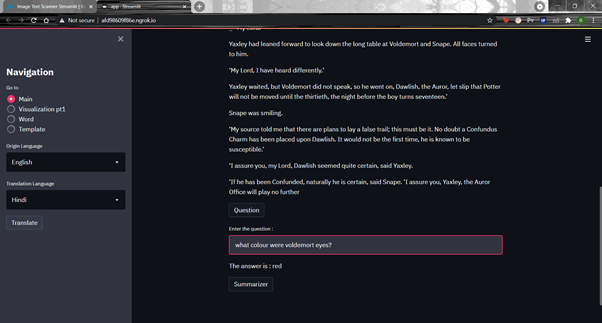 Image Text Scanner Streamlit |
app · Streamlit
Not secure | afd98609f86e.ngrok.io
Navigation
Go to
Main
Visualization pt1
Word
Template
Origin Language
English
Translation Language
Hindi
Translate
Yaxley had leaned forward to look down the long table at Voldemort and Snape. All faces turned
to him.
'My Lord, I have heard differently.'
Yaxley waited, but Voldemort did not speak, so he went on, Dawlish, the Auror, let slip that Potter
will not be moved until the thirtieth, the night before the boy turns seventeen.'
Snape was smiling.
'My source told me that there are plans to lay a false trail; this must be it. No doubt a Confundus
Charm has been placed upon Dawlish. It would not be the first time, he is known to be
susceptible.'
'I assure you, my Lord, Dawlish seemed quite certain, said Yaxley.
'If he has been Confunded, naturally he is certain, said Snape. 'I assure you, Yaxley, the Auror
Office will play no further
Question
Enter the question :
what colour were voldemort eyes?
The answer is : red
Summarizer